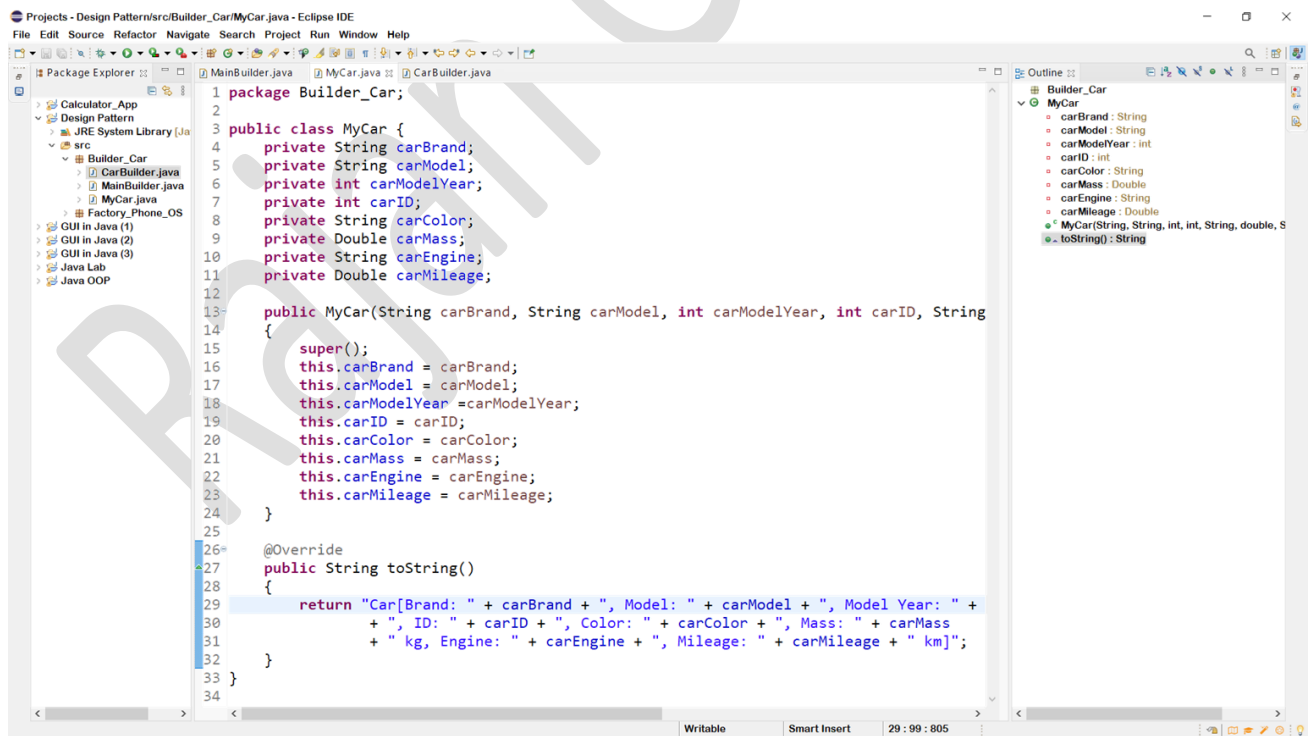 Projects - Design Pattern/src/Builder_Car/MyCar.java - Eclipse IDE
File Edit Source Refactor Navigate Search Project Run Window Help
Package Explorer
Calculator_App
Design Pattern
JRE System Library [Ja
src
Builder_Car
CarBuilder.java
MainBuilder.java
MyCar.java
Factory_Phone_OS
GUI in Java (1)
GUI in Java (2)
GUI in Java (3)
Java Lab
Java OOP
MainBuilder.java MyCar.java CarBuilder.java
1 package Builder_Car;
2
3 public class MyCar {
4 private String carBrand;
5 private String carModel;
6 private int carModelYear;
7 private int carID;
8 private String carColor;
9 private Double carMass;
10 private String carEngine;
11 private Double carMileage;
12
13 public MyCar(String carBrand, String carModel, int carModelYear, int carID, String
14 {
15 super();
16 this.carBrand = carBrand;
17 this.carModel = carModel;
18 this.carModelYear =carModelYear;
19 this.carID = carID;
20 this.carColor = carColor;
21 this.carMass = carMass;
22 this.carEngine = carEngine;
23 this.carMileage = carMileage;
24 }
25
26 @Override
27 public String toString()
28 {
29 return "Car[Brand: " + carBrand + ", Model: " + carModel + ", Model Year: " +
30 + ", ID: " + carID + ", Color: " + carColor + ", Mass: " + carMass
31 + " kg, Engine: " + carEngine + ", Mileage: " + carMileage + " km]";
32 }
33 }
34
Outline
Builder_Car
MyCar
carBrand : String
carModel : String
carModelYear : int
carID : int
carColor : String
carMass : Double
carEngine : String
carMileage : Double
MyCar(String, String, int, int, String, double, S
toString() : String
Writable Smart Insert 29 : 99 : 805
Rajan